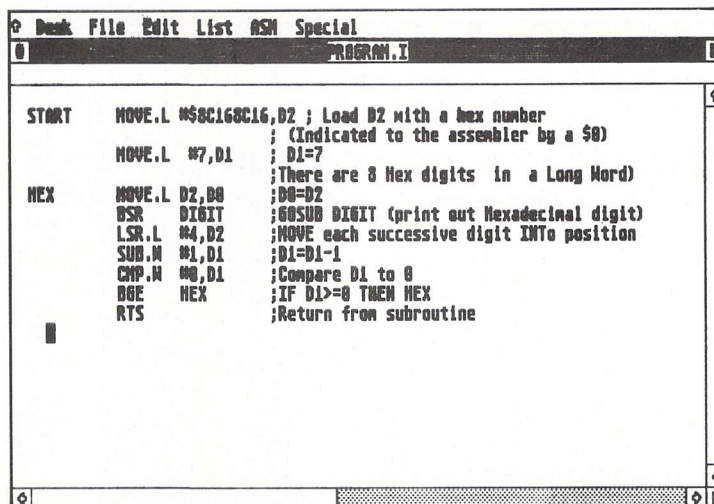 Desk File Edit List ASM Special
PROGRAM.I
START MOVE.L #$8C168C16,D2 ; Load D2 with a hex number
; (Indicated to the assembler by a $0)
MOVE.L #7,D1 ; D1=7
;There are 8 Hex digits in a Long Word)
HEX MOVE.L D2,D0 ;D0=D2
BSR DIGIT ;GOSUB DIGIT (print out Hexadecimal digit)
LSR.L #4,D2 ;MOVE each successive digit INTo position
SUB.W #1,D1 ;D1=D1-1
CMP.W #0,D1 ;Compare D1 to 0
BGE HEX ;IF D1>=0 THEN HEX
RTS ;Return from subroutine